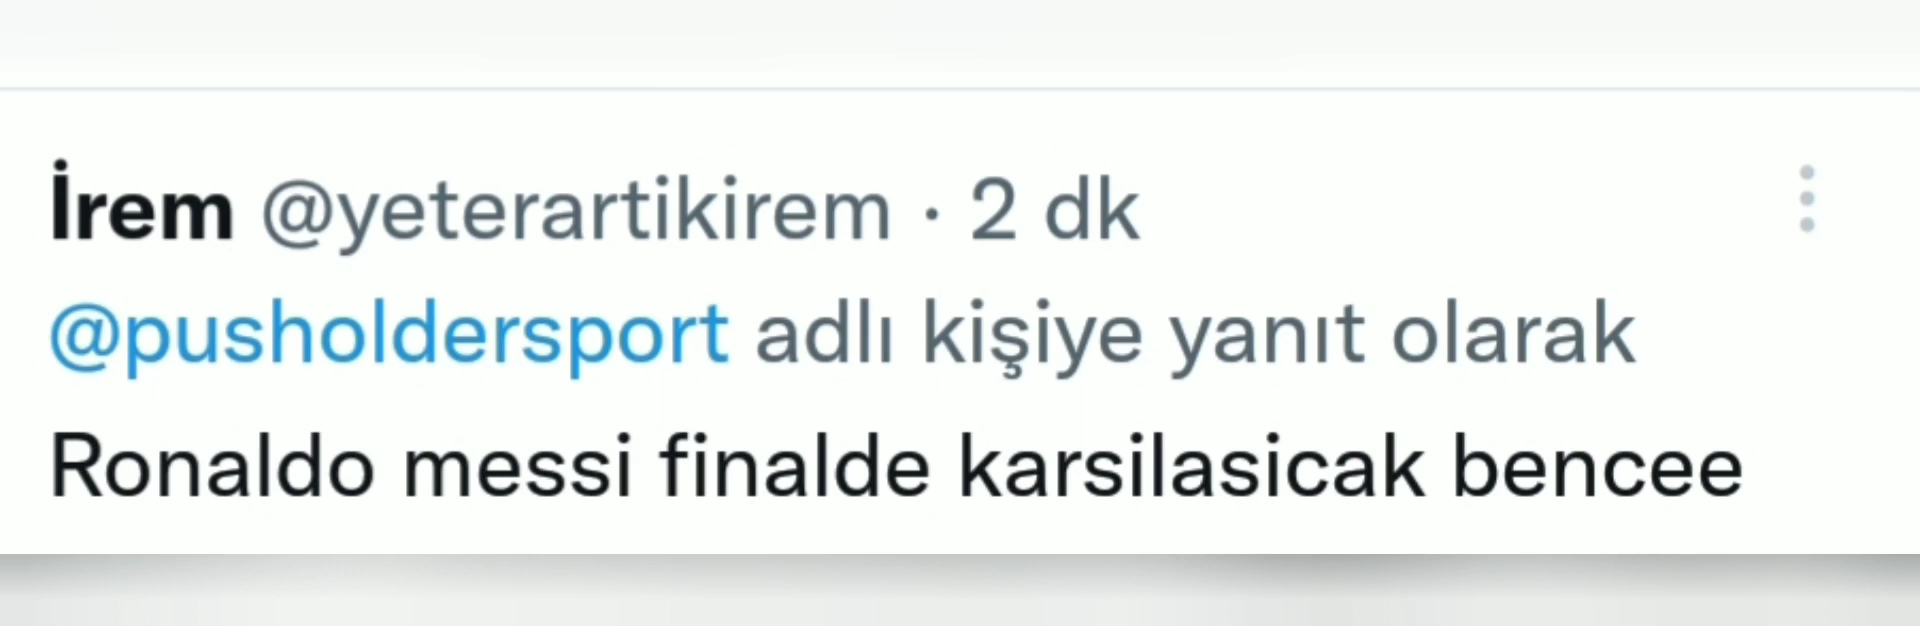 İrem @yeterartikirem · 2 dk
@pusholdersport adlı kişiye yanıt olarak
Ronaldo messi finalde karsilasicak bencee